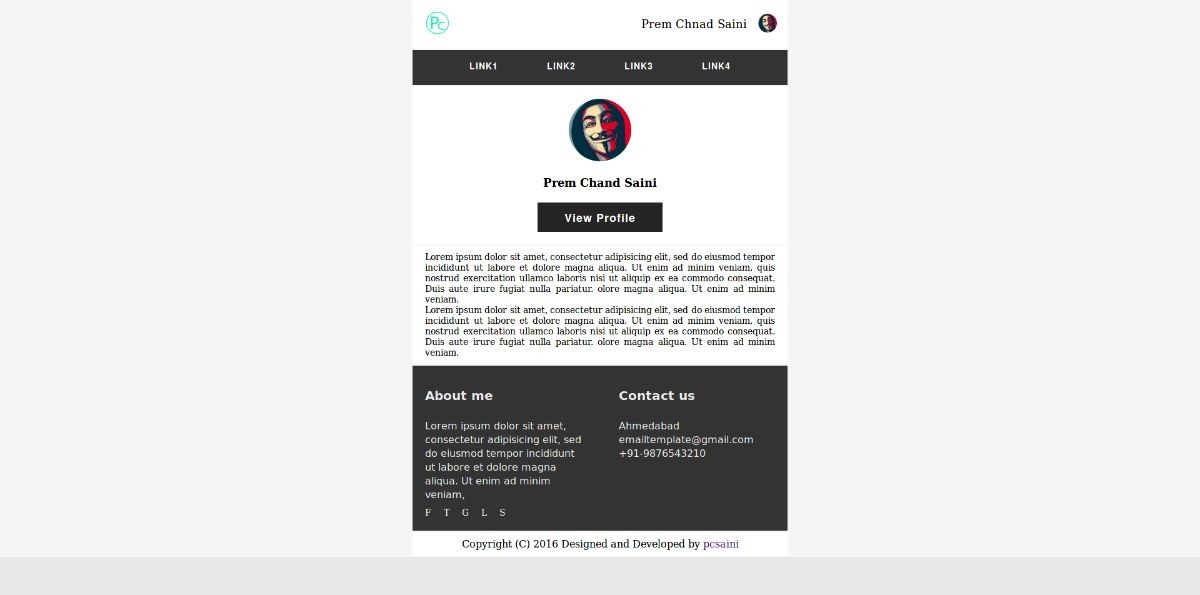 PC
Prem Chnad Saini
LINK1 LINK2 LINK3 LINK4
Prem Chand Saini
View Profile
Lorem ipsum dolor sit amet, consectetur adipisicing elit, sed do eiusmod tempor
incididunt ut labore et dolore magna aliqua. Ut enim ad minim veniam, quis
nostrud exercitation ullamco laboris nisi ut aliquip ex ea commodo consequat.
Duis aute irure fugiat nulla pariatur. olore magna aliqua. Ut enim ad minim
veniam.
Lorem ipsum dolor sit amet, consectetur adipisicing elit, sed do eiusmod tempor
incididunt ut labore et dolore magna aliqua. Ut enim ad minim veniam, quis
nostrud exercitation ullamco laboris nisi ut aliquip ex ea commodo consequat.
Duis aute irure fugiat nulla pariatur. olore magna aliqua. Ut enim ad minim
veniam.
About me
Lorem ipsum dolor sit amet,
consectetur adipisicing elit, sed
do eiusmod tempor incididunt
ut labore et dolore magna
aliqua. Ut enim ad minim
veniam,
F T G L S
Contact us
Ahmedabad
emailtemplate@gmail.com
+91-9876543210
Copyright (C) 2016 Designed and Developed by pcsaini